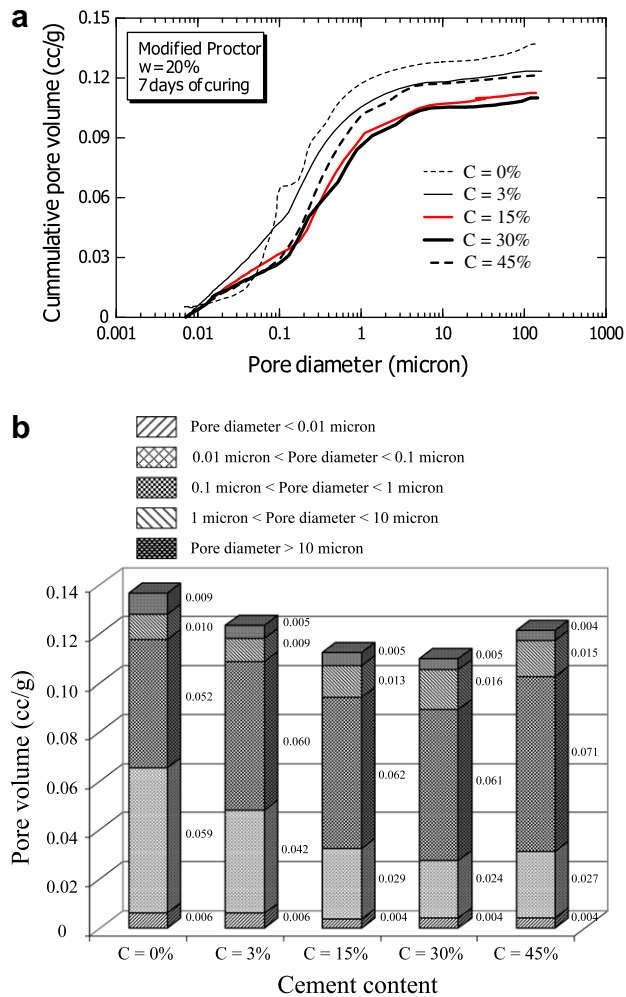 a
Cummulative pore volume (cc/g)
0.15
0.12
0.09
0.06
0.03
0
Modified Proctor
w=20%
7 days of curing
C = 0%
C = 3%
C = 15%
C = 30%
C = 45%
0.001 0.01 0.1 1 10 100 1000
Pore diameter (micron)
b
Pore diameter < 0.01 micron
0.01 micron < Pore diameter < 0.1 micron
0.1 micron < Pore diameter < 1 micron
1 micron < Pore diameter < 10 micron
Pore diameter > 10 micron
Pore volume (cc/g)
0.14
0.12
0.10
0.08
0.06
0.04
0.02
0
0.009
0.010
0.052
0.059
0.006
0.005
0.009
0.060
0.042
0.006
0.005
0.013
0.062
0.029
0.004
0.005
0.016
0.061
0.024
0.004
0.004
0.015
0.071
0.027
0.004
C = 0% C = 3% C = 15% C = 30% C = 45%
Cement content